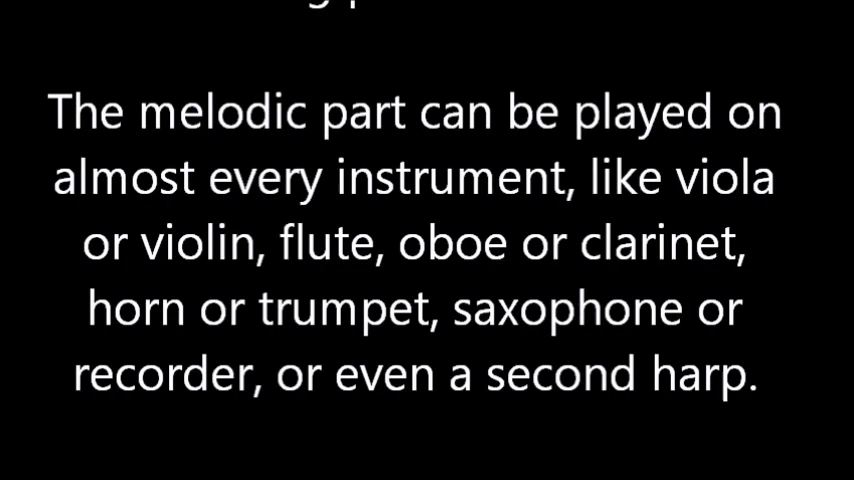 The melodic part can be played on
almost every instrument, like viola
or violin, flute, oboe or clarinet,
horn or trumpet, saxophone or
recorder, or even a second harp.